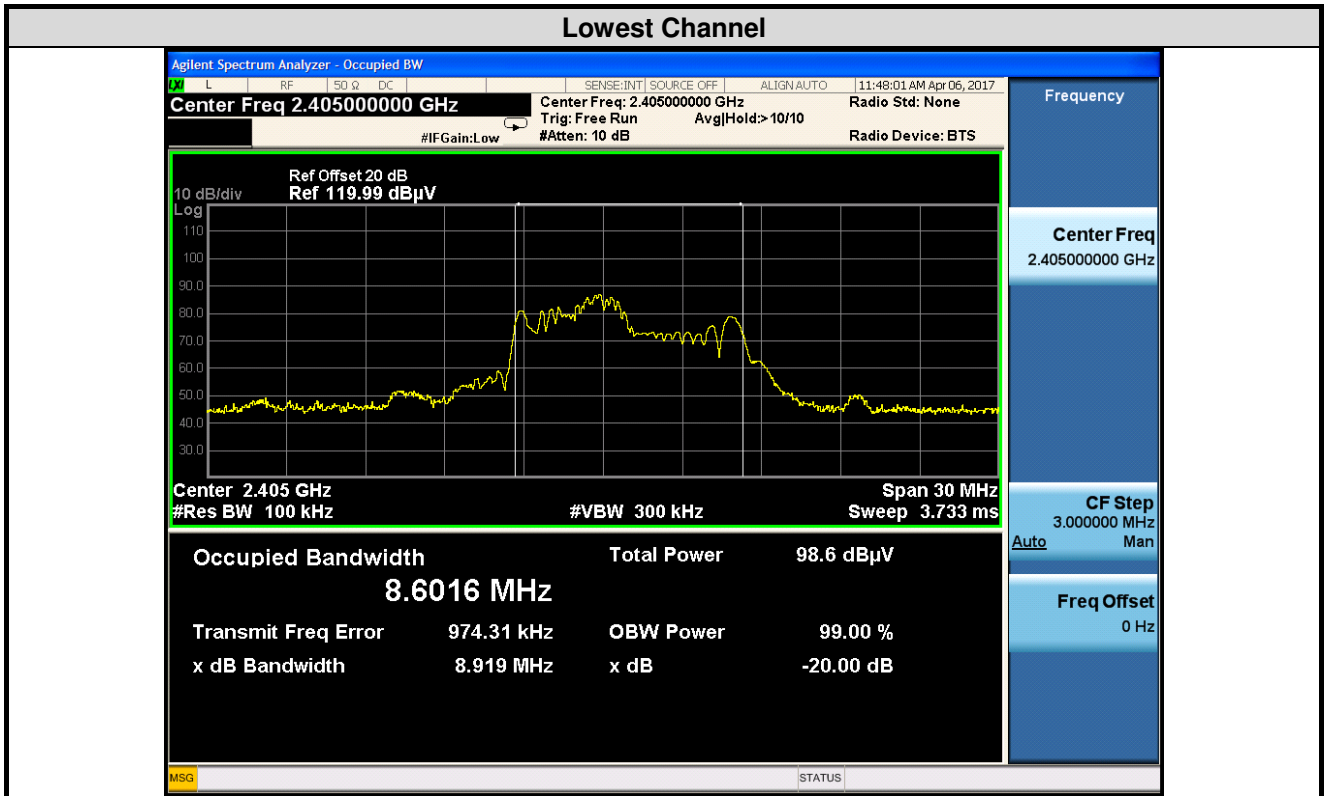 Lowest Channel
Agilent Spectrum Analyzer - Occupied BW
LXI L RF 50 Ω DC SENSE:INT SOURCE OFF ALIGN AUTO 11:48:01 AM Apr 06, 2017
Center Freq 2.405000000 GHz
Center Freq: 2.405000000 GHz
Radio Std: None
Trig: Free Run Avg|Hold:> 10/10
#IFGain:Low
#Atten: 10 dB
Radio Device: BTS
Ref Offset 20 dB
10 dB/div Ref 119.99 dBµV
Log
110
100
90.0
80.0
70.0
60.0
50.0
40.0
30.0
Center 2.405 GHz
Span 30 MHz
#Res BW 100 kHz
#VBW 300 kHz
Sweep 3.733 ms
Occupied Bandwidth
Total Power 98.6 dBµV
8.6016 MHz
Transmit Freq Error 974.31 kHz
OBW Power 99.00 %
x dB Bandwidth 8.919 MHz
x dB -20.00 dB
Frequency
Center Freq
2.405000000 GHz
CF Step
3.000000 MHz
Auto Man
Freq Offset
0 Hz
MSG
STATUS